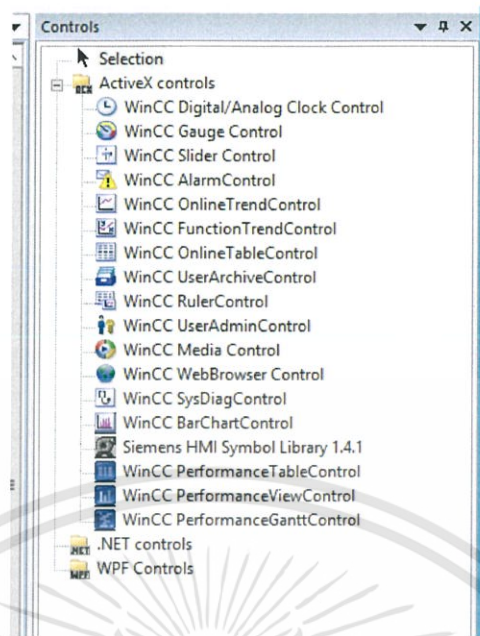 Controls
Selection
ActiveX controls
WinCC Digital/Analog Clock Control
WinCC Gauge Control
WinCC Slider Control
WinCC AlarmControl
WinCC OnlineTrendControl
WinCC FunctionTrendControl
WinCC OnlineTableControl
WinCC UserArchiveControl
WinCC RulerControl
WinCC UserAdminControl
WinCC Media Control
WinCC WebBrowser Control
WinCC SysDiagControl
WinCC BarChartControl
Siemens HMI Symbol Library 1.4.1
WinCC PerformanceTableControl
WinCC PerformanceViewControl
WinCC PerformanceGanttControl
.NET controls
WPF Controls